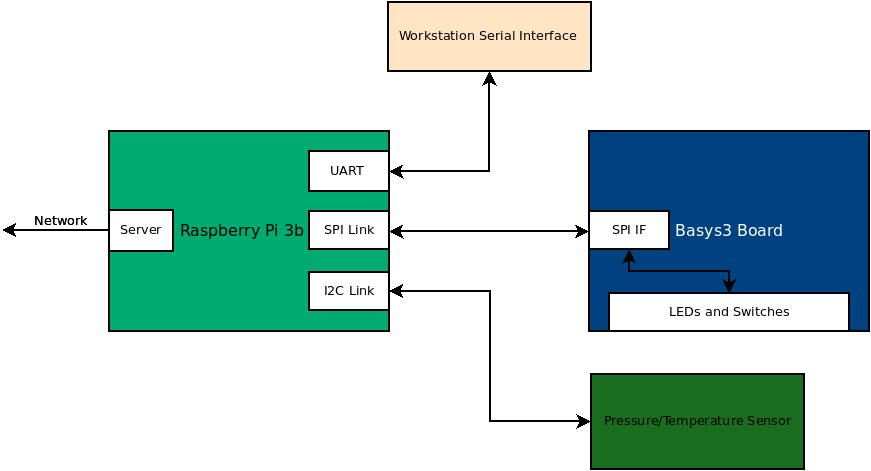 Workstation Serial Interface
UART
Network
Server
Raspberry Pi 3b
SPI Link
SPI IF
Basys3 Board
I2C Link
LEDs and Switches
Pressure/Temperature Sensor